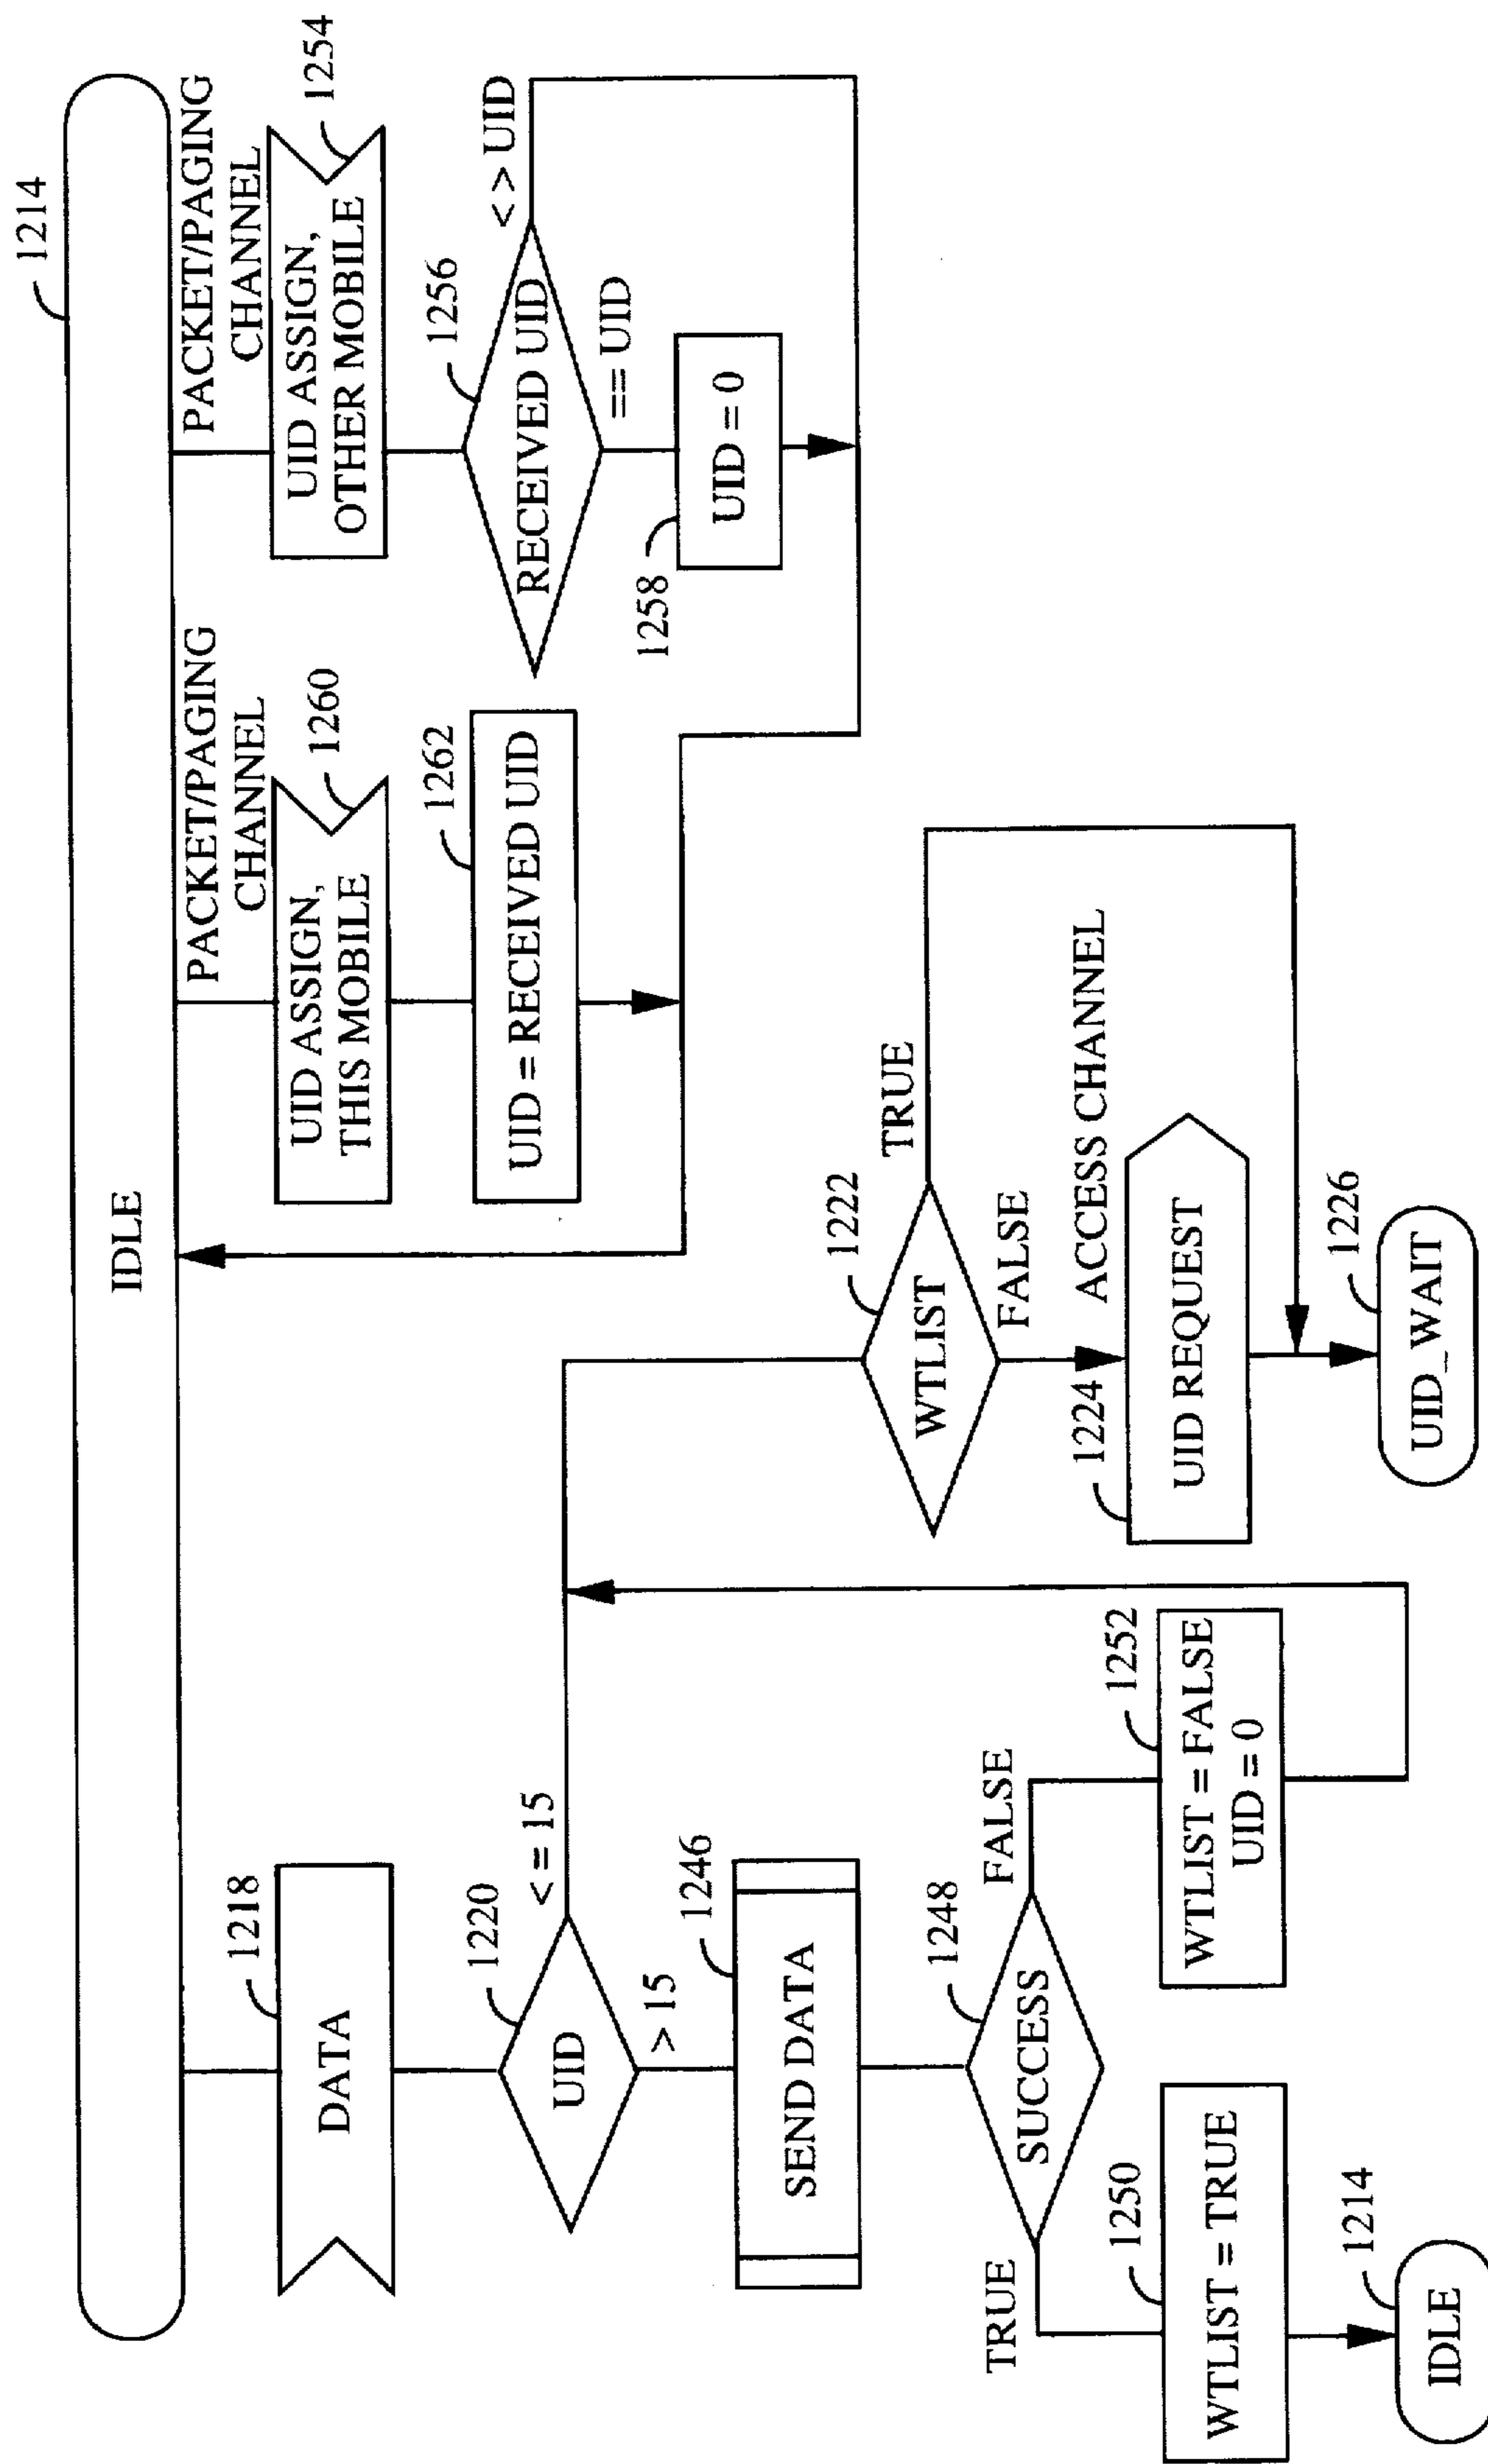 1214
IDLE
PACKET/PAGING
CHANNEL
1254
UID ASSIGN,
OTHER MOBILE
1256
RECEIVED UID
< > UID
== UID
1258
UID = 0
PACKET/PAGING
CHANNEL
1260
UID ASSIGN,
THIS MOBILE
1262
UID = RECEIVED UID
1218
DATA
1220
UID
< = 15
> 15
1246
SEND DATA
1248
SUCCESS
TRUE
FALSE
1250
WTLIST = TRUE
1214
IDLE
1252
WTLIST = FALSE
UID = 0
1222
WTLIST
TRUE
FALSE
ACCESS CHANNEL
1224
UID REQUEST
1226
UID_WAIT